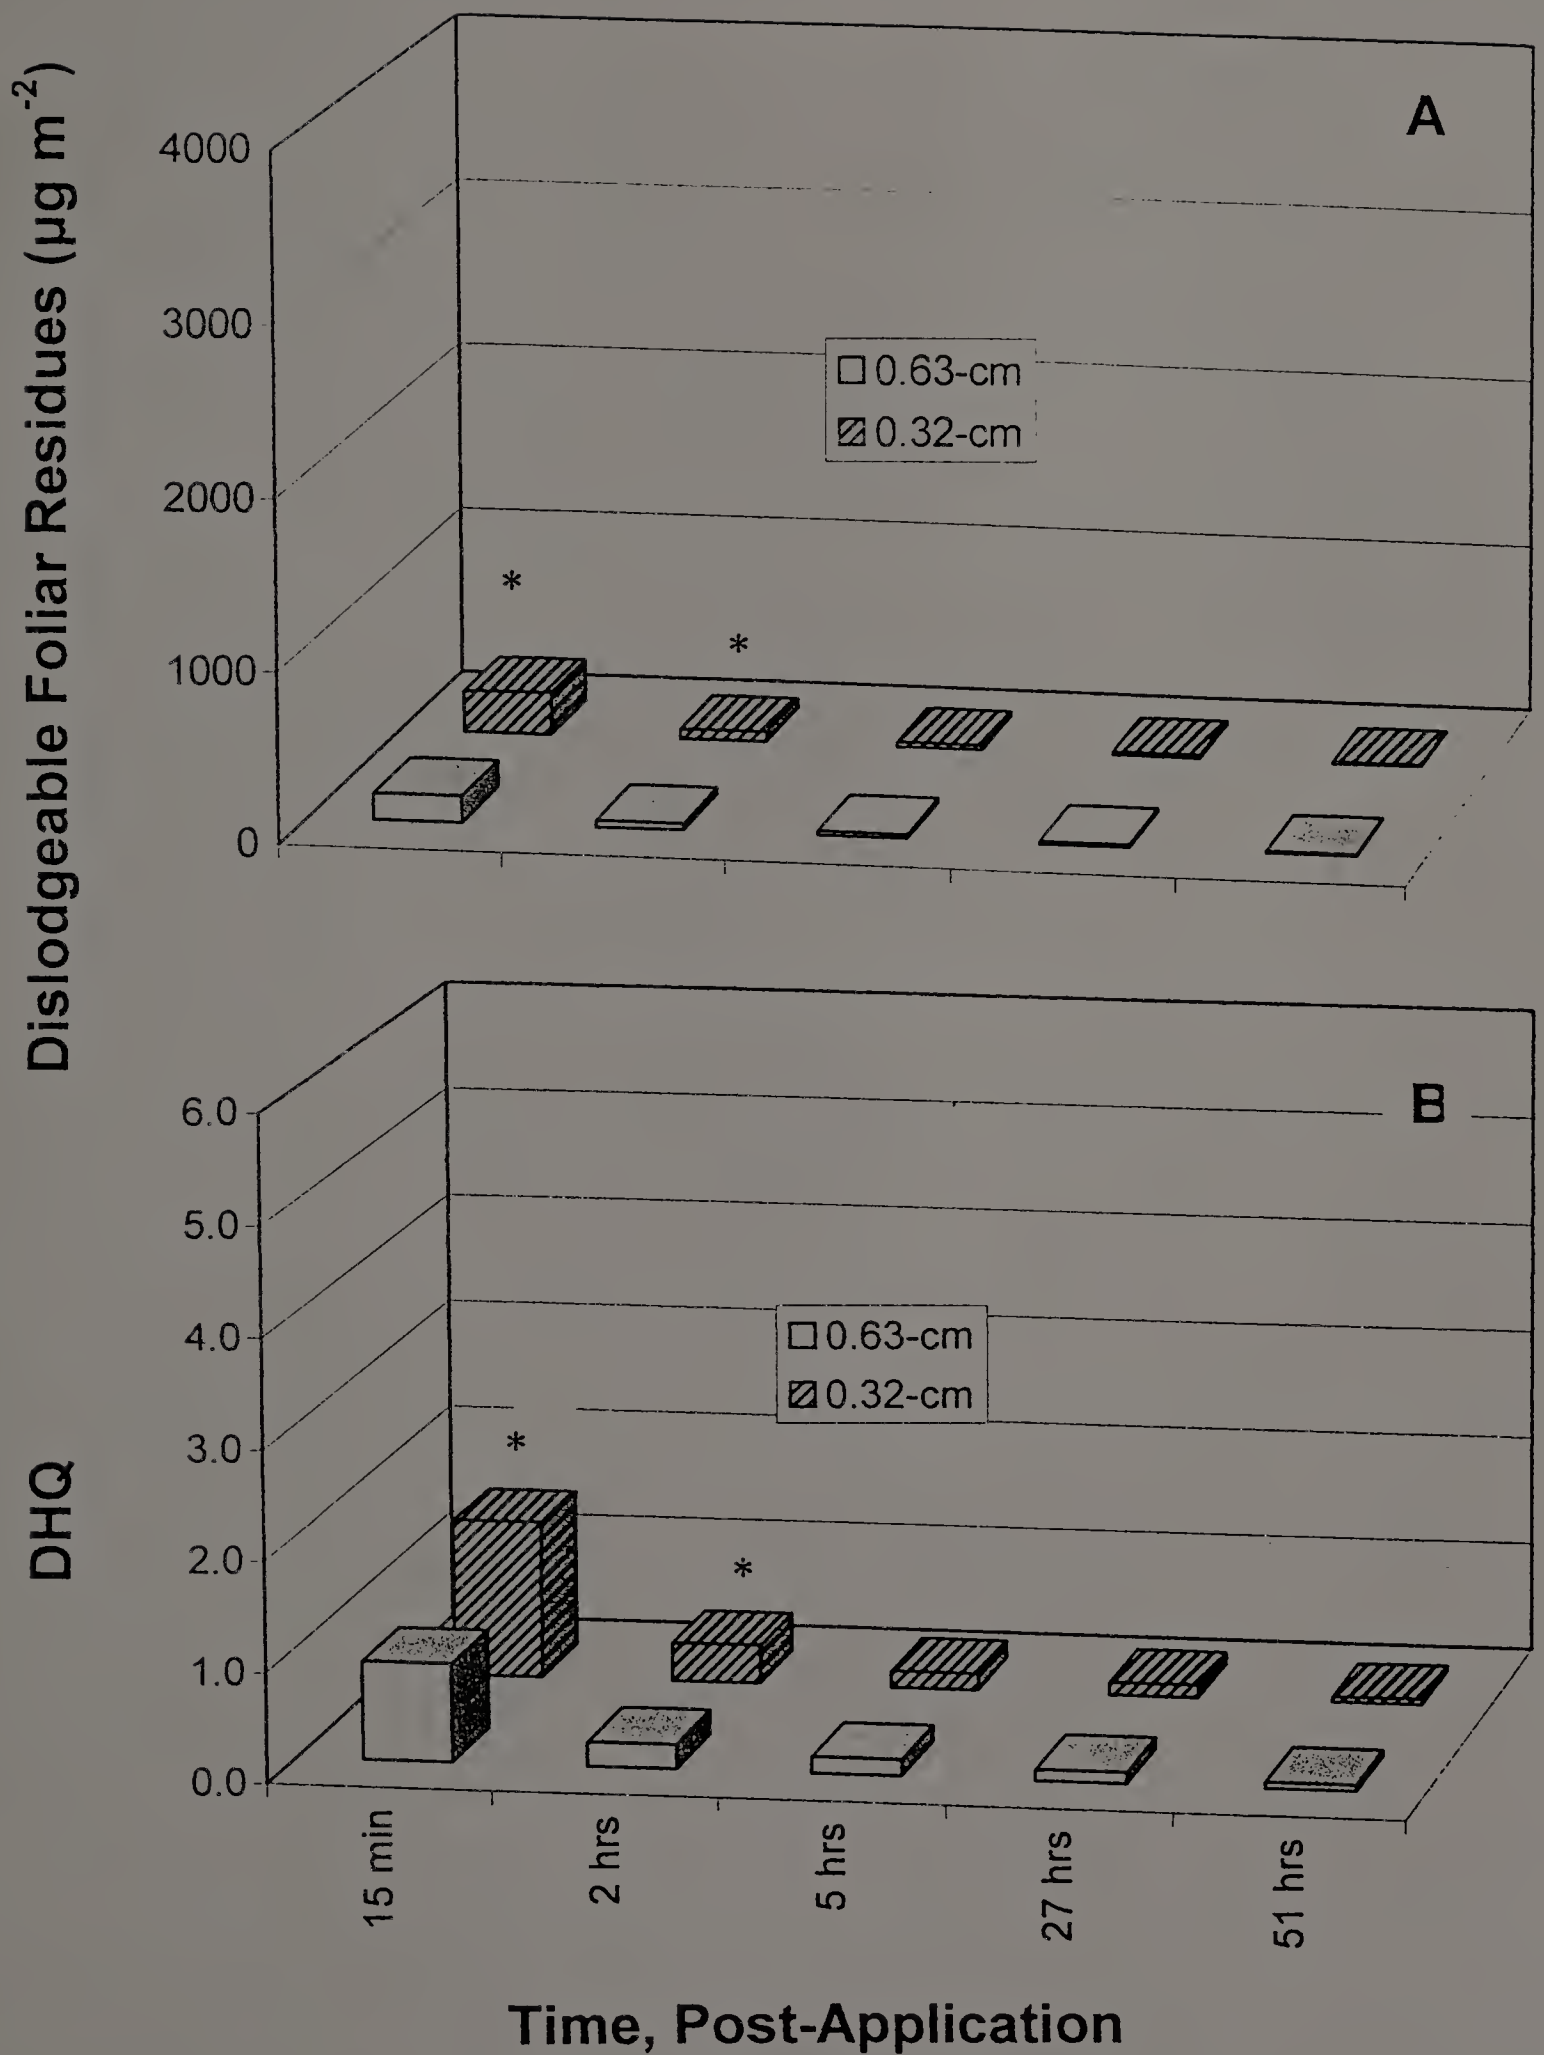 Dislodgeable Foliar Residues (µg m⁻²)
A
4000
3000
2000
1000
0
0.63-cm
0.32-cm
*
*
DHQ
B
6.0
5.0
4.0
3.0
2.0
1.0
0.0
0.63-cm
0.32-cm
*
*
15 min
2 hrs
5 hrs
27 hrs
51 hrs
Time, Post-Application